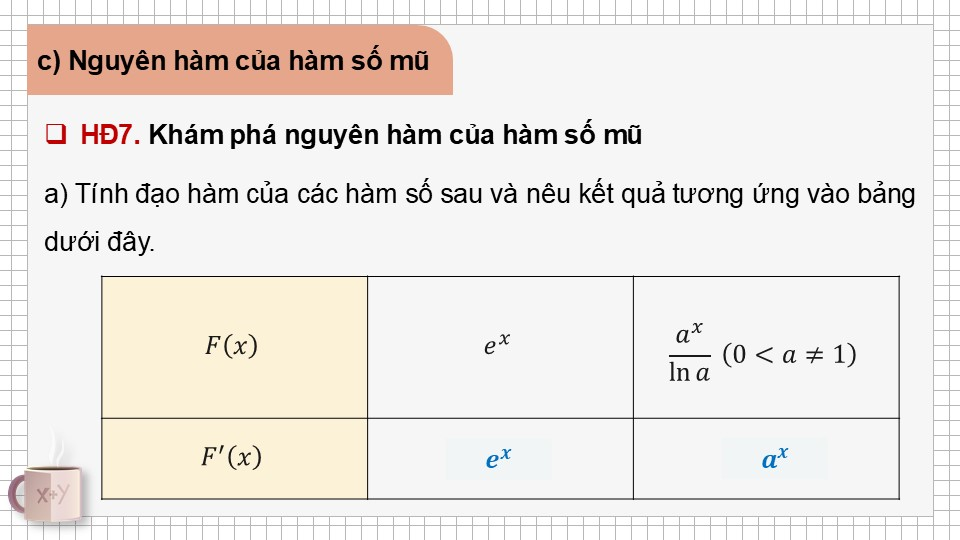 c) Nguyên hàm của hàm số mũ
❑ HĐ7. Khám phá nguyên hàm của hàm số mũ
a) Tính đạo hàm của các hàm số sau và nêu kết quả tương ứng vào bảng
dưới đây.
F(x) e^x a^x/ln a (0 < a ≠ 1)
F′(x) e^x a^x
x+y